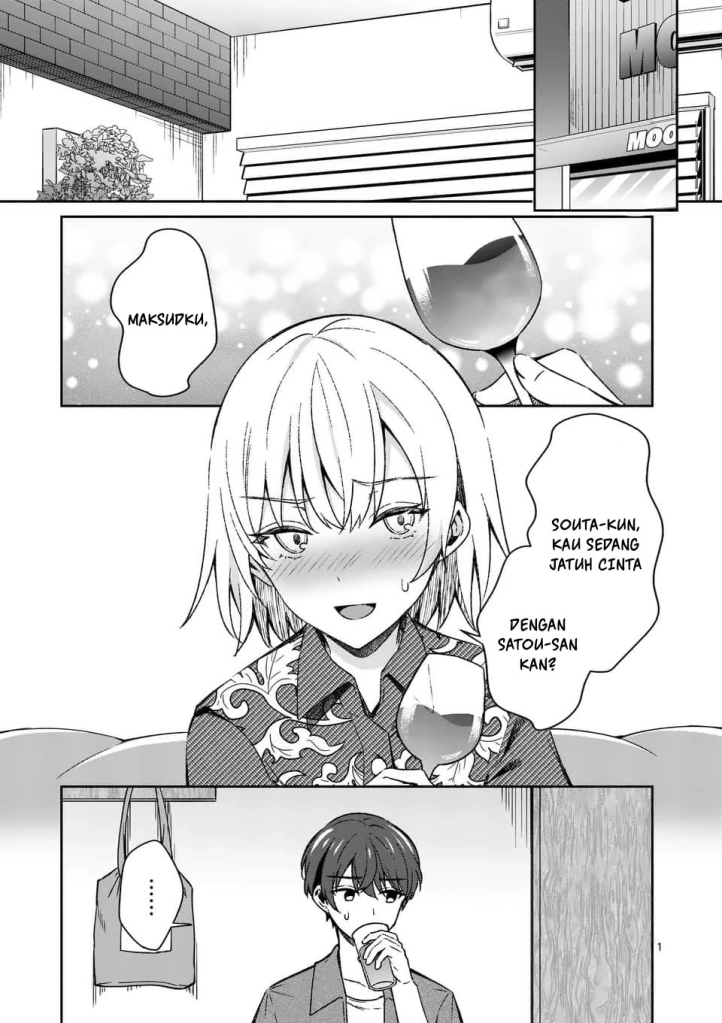 MO
MOO
MAKSUDKU,
SOUTA-KUN,
KAU SEDANG
JATUH CINTA
DENGAN
SATOU-SAN
KAN?
......
1